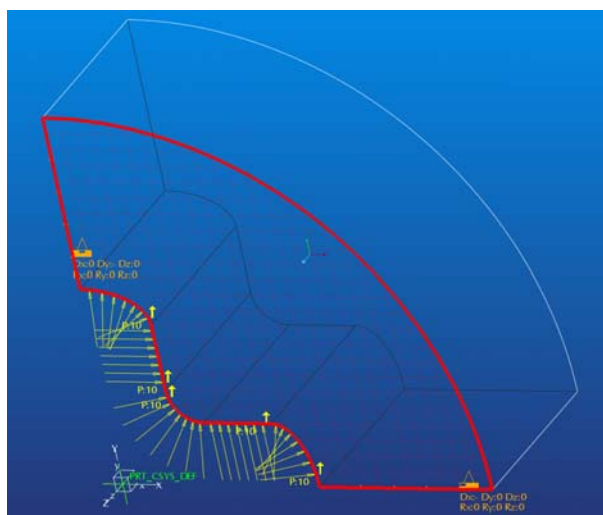 Dx:0 Dy:- Dz:0
Rx:0 Ry:0 Rz:0
P:10
P:10
P:10
P:10
P:10
Y
y
PRT_CSYS_DEF
x X
z
Z
Dx:- Dy:0 Dz:0
Rx:0 Ry:0 Rz:0